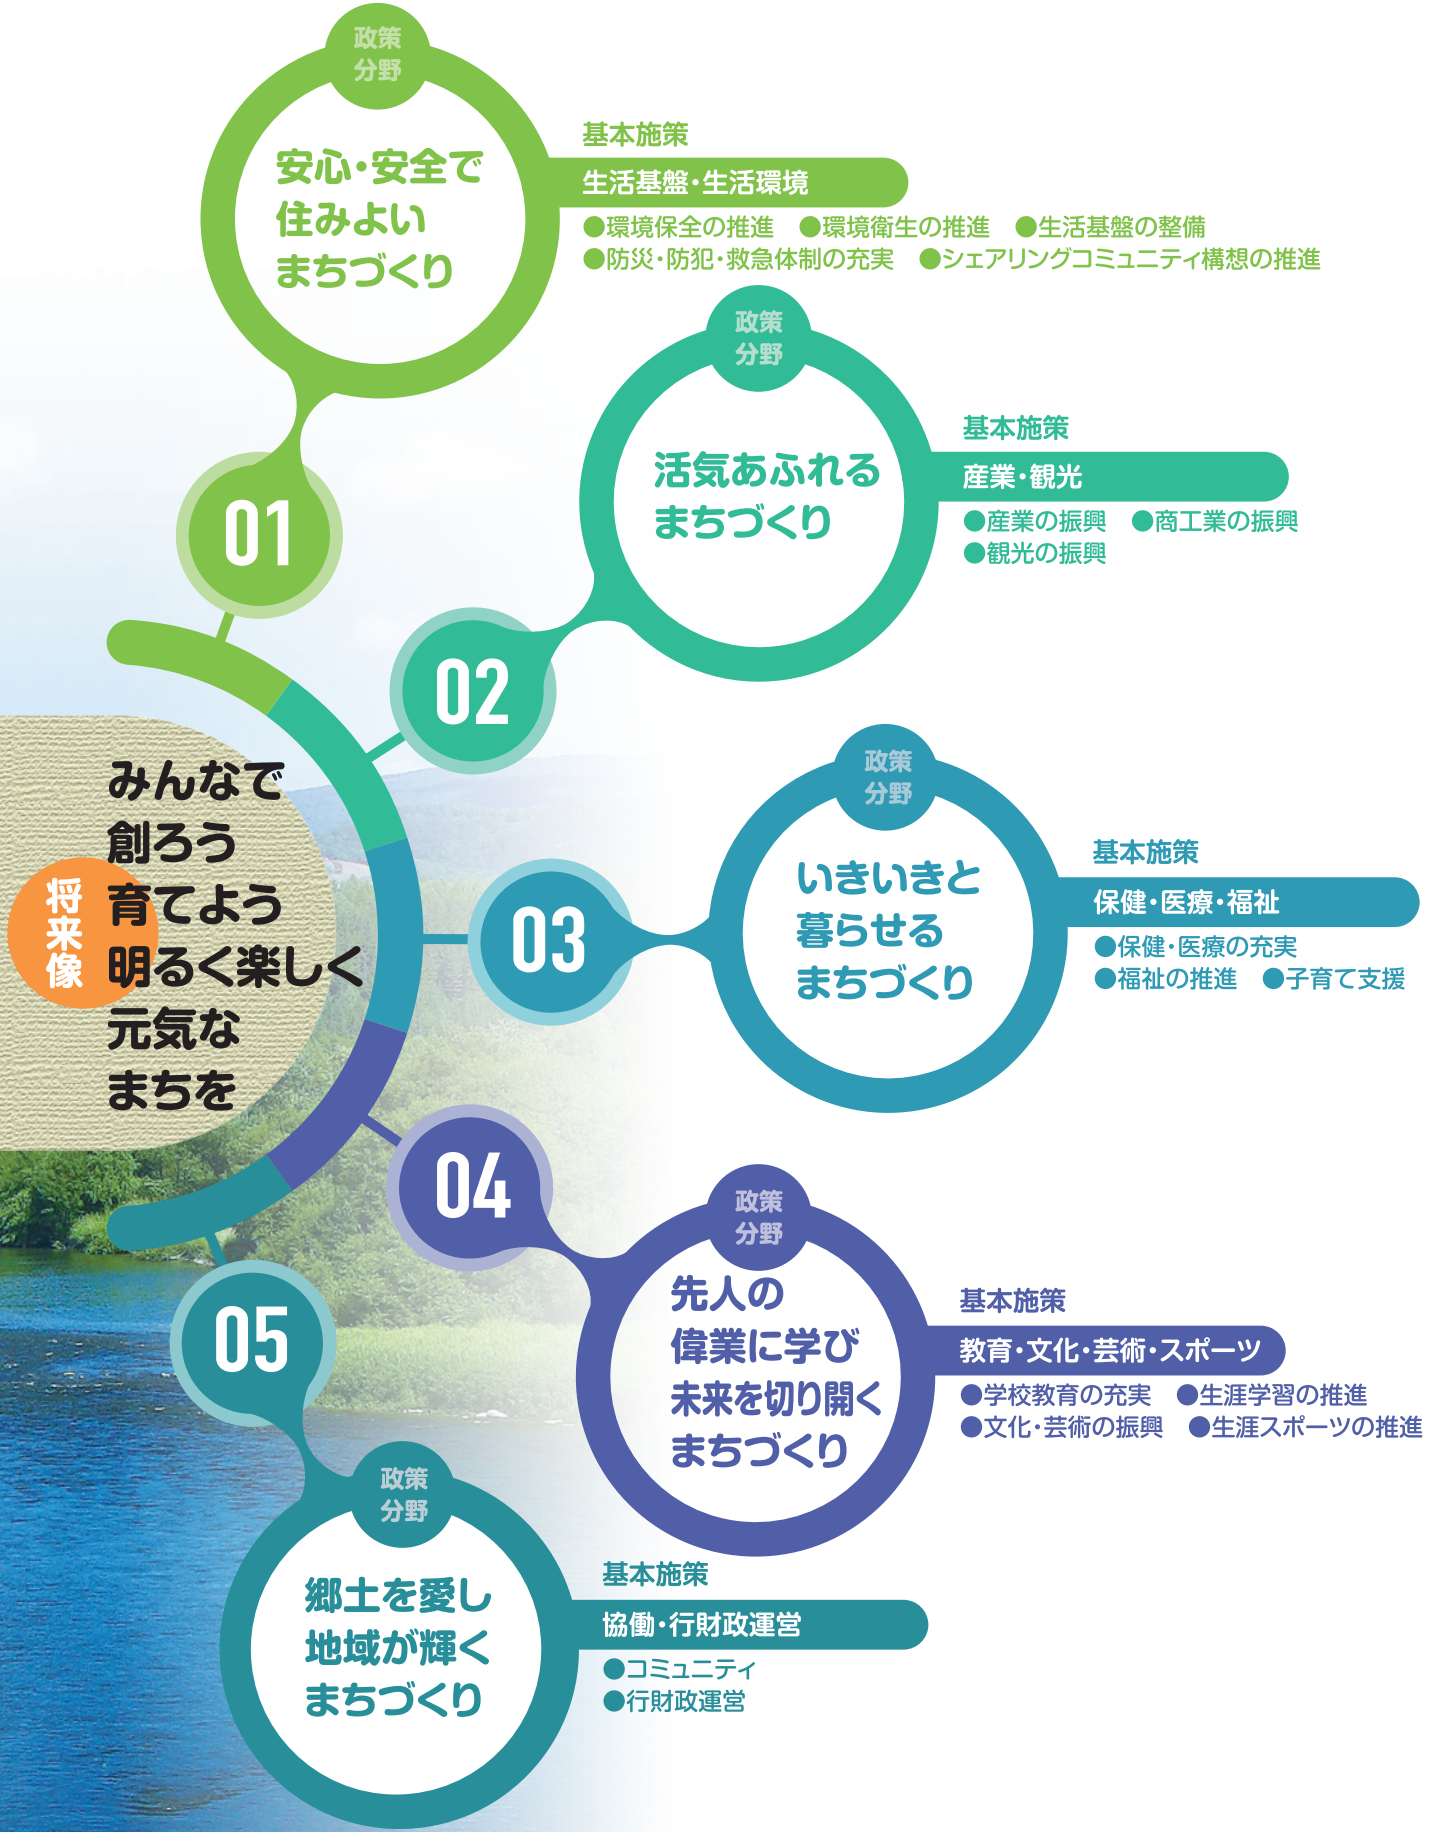 政策
分野
安心・安全で
住みよい
まちづくり
基本施策
生活基盤・生活環境
●環境保全の推進 ●環境衛生の推進 ●生活基盤の整備
●防災・防犯・救急体制の充実 ●シェアリングコミュニティ構想の推進
01
政策
分野
活気あふれる
まちづくり
基本施策
産業・観光
●産業の振興 ●商工業の振興
●観光の振興
02
将来像
みんなで
創ろう
育てよう
明るく楽しく
元気な
まちを
03
政策
分野
いきいきと
暮らせる
まちづくり
基本施策
保健・医療・福祉
●保健・医療の充実
●福祉の推進 ●子育て支援
04
政策
分野
先人の
偉業に学び
未来を切り開く
まちづくり
基本施策
教育・文化・芸術・スポーツ
●学校教育の充実 ●生涯学習の推進
●文化・芸術の振興 ●生涯スポーツの推進
05
政策
分野
郷土を愛し
地域が輝く
まちづくり
基本施策
協働・行財政運営
●コミュニティ
●行財政運営